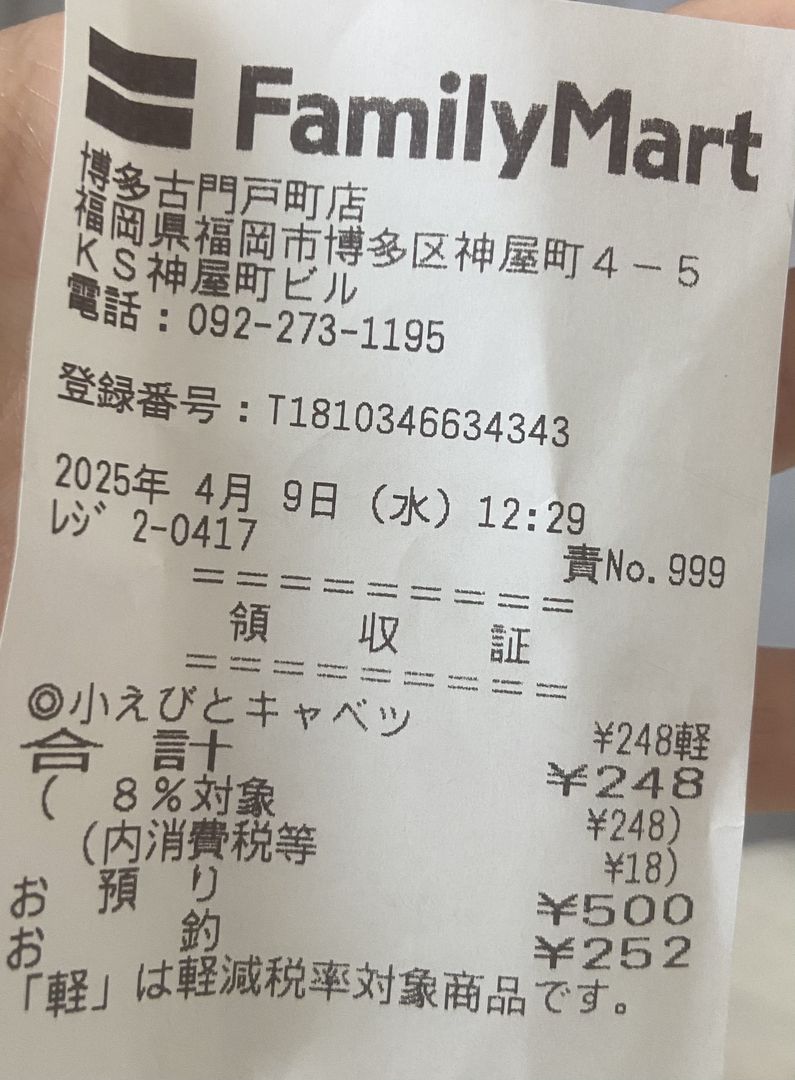 FamilyMart
博多古門戸町店
福岡県福岡市博多区神屋町4-5
KS神屋町ビル
電話:092-273-1195
登録番号:T1810346634343
2025年 4月 9日(水)12:29
レジ 2-0417 責No.999
=========
領 収 証
=========
◎小えびとキャベツ ¥248軽
合 計 ¥248
( 8%対象 ¥248)
(内消費税等 ¥18)
お預り ¥500
お釣 ¥252
「軽」は軽減税率対象商品です。